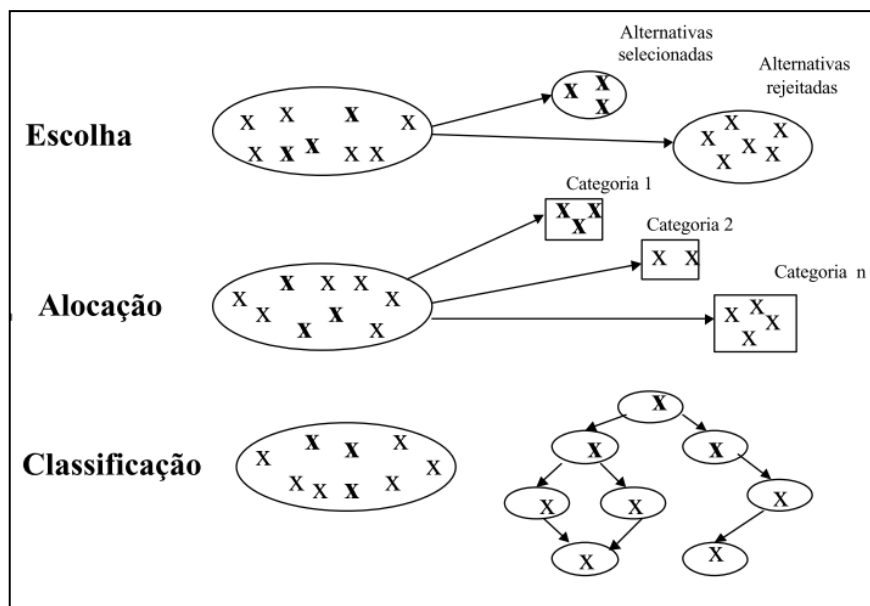 Alternativas
selecionadas
Alternativas
rejeitadas
Escolha
X X x X
X x x X X
x x
x
X X
X X X
X
Categoria 1
Categoria 2
Categoria n
Alocação
x X X
X X
X x
x X
x x
x
X X
X X
X X
Classificação
x x X
X X
X X x X
x
x x
X X X
X X